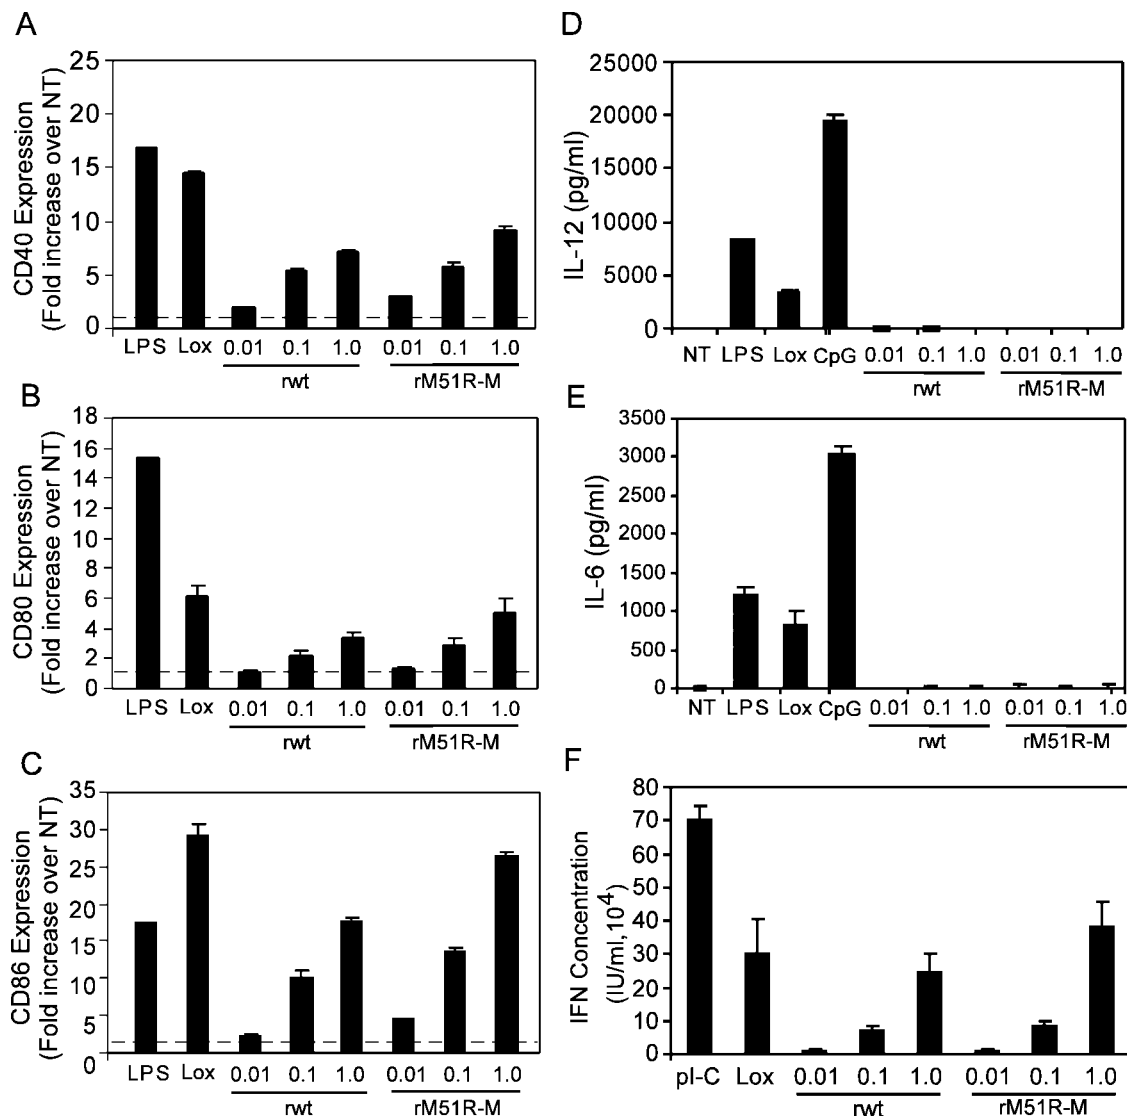 A
CD40 Expression
(Fold increase over NT)
25
20
15
10
5
0
LPS Lox 0.01 0.1 1.0 0.01 0.1 1.0
rwt rM51R-M
B
CD80 Expression
(Fold increase over NT)
18
16
14
12
10
8
6
4
2
0
LPS Lox 0.01 0.1 1.0 0.01 0.1 1.0
rwt rM51R-M
C
CD86 Expression
(Fold increase over NT)
35
30
25
20
15
10
5
0
LPS Lox 0.01 0.1 1.0 0.01 0.1 1.0
rwt rM51R-M
D
IL-12 (pg/ml)
25000
20000
15000
10000
5000
0
NT LPS Lox CpG 0.01 0.1 1.0 0.01 0.1 1.0
rwt rM51R-M
E
IL-6 (pg/ml)
3500
3000
2500
2000
1500
1000
500
0
NT LPS Lox CpG 0.01 0.1 1.0 0.01 0.1 1.0
rwt rM51R-M
F
IFN Concentration
(IU/ml,10⁴)
80
70
60
50
40
30
20
10
0
pI-C Lox 0.01 0.1 1.0 0.01 0.1 1.0
rwt rM51R-M